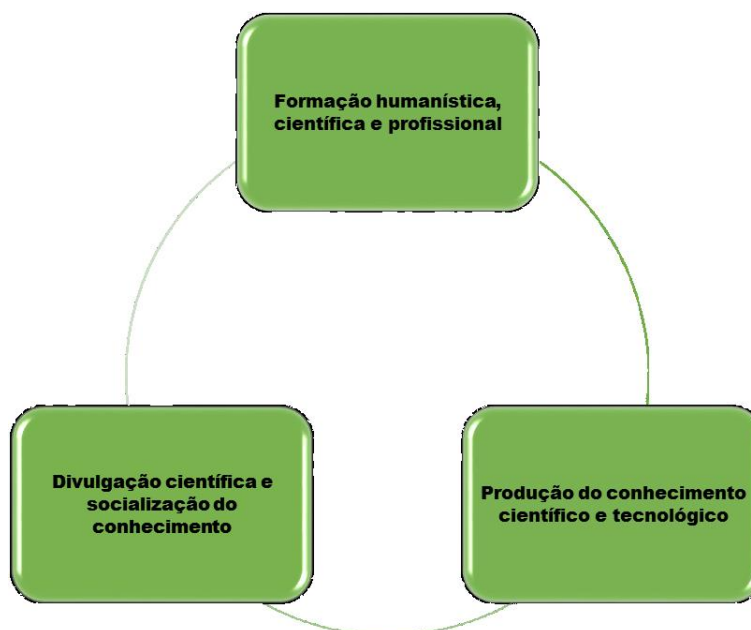 Formação humanística,
científica e profissional
Divulgação científica e
socialização do
conhecimento
Produção do conhecimento
científico e tecnológico